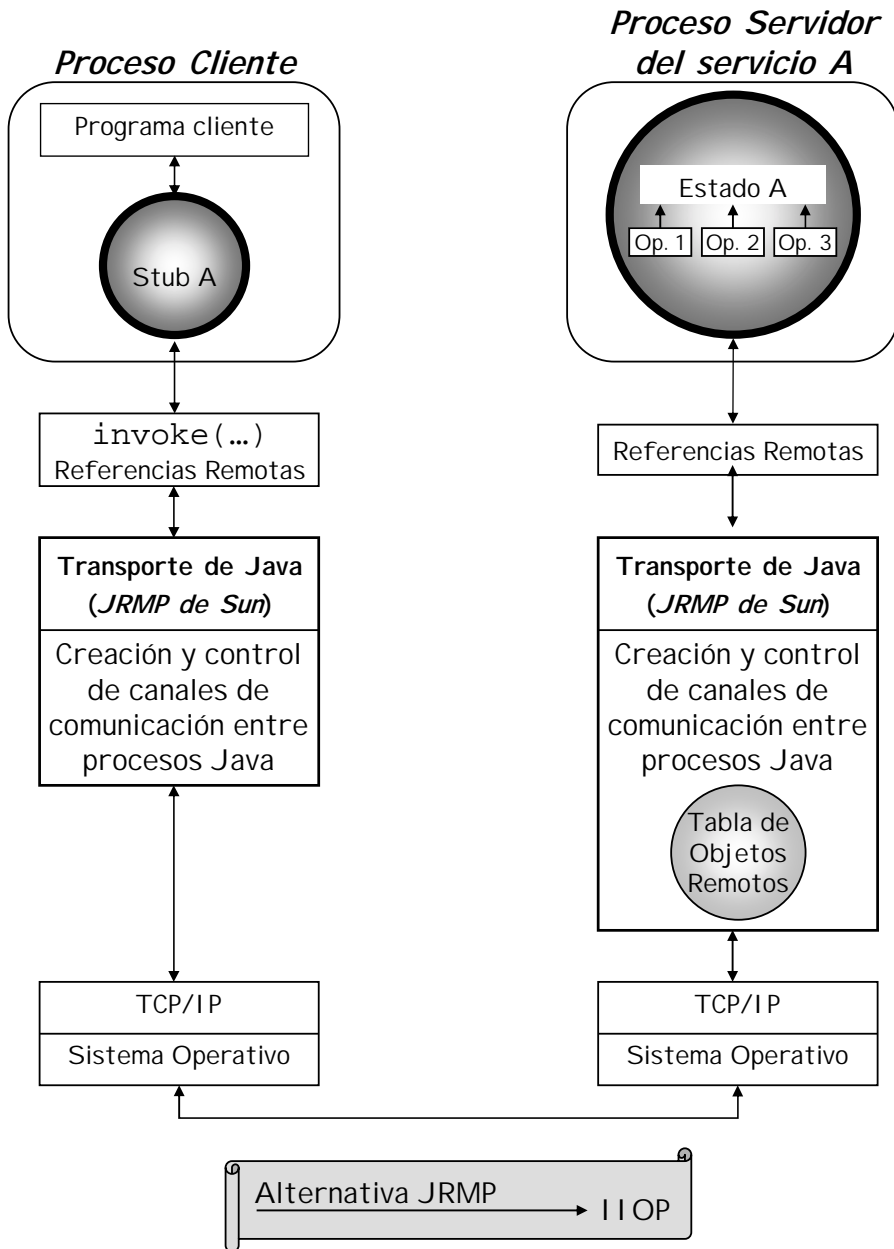 Proceso Cliente
Programa cliente
Stub A
invoke(…)
Referencias Remotas
Transporte de Java
(JRMP de Sun)
Creación y control
de canales de
comunicación entre
procesos Java
TCP/IP
Sistema Operativo
Proceso Servidor
del servicio A
Estado A
Op. 1
Op. 2
Op. 3
Referencias Remotas
Transporte de Java
(JRMP de Sun)
Creación y control
de canales de
comunicación entre
procesos Java
Tabla de
Objetos
Remotos
TCP/IP
Sistema Operativo
Alternativa JRMP
IIOP